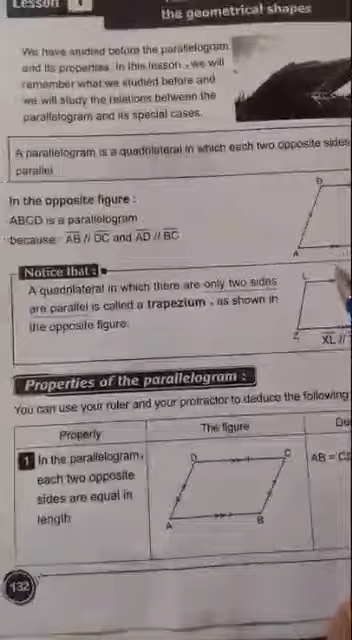 Lesson 1
the geometrical shapes
We have studied before the parallelogram
and its properties. In this lesson, we will
remember what we studied before and
we will study the relations between the
parallelogram and its special cases.
A parallelogram is a quadrilateral in which each two opposite sides
parallel
In the opposite figure :
ABCD is a parallelogram
because AB // DC and AD // BC
D
A
Notice that :
A quadrilateral in which there are only two sides
are parallel is called a trapezium , as shown in
the opposite figure.
L
Z
XL //
Properties of the parallelogram :
You can use your ruler and your protractor to deduce the following
Property
The figure
1 In the parallelogram,
each two opposite
sides are equal in
length
D
C
A
B
AB = C
132